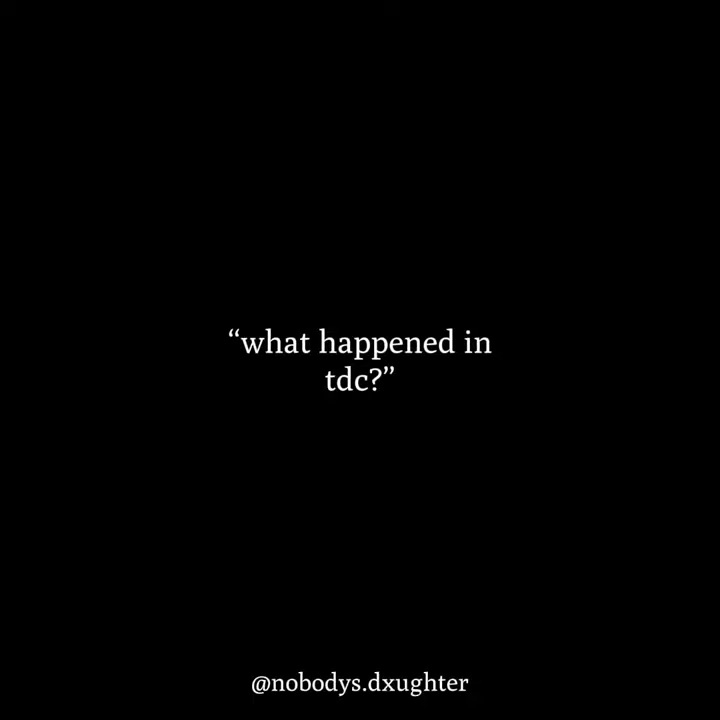 “what happened in
tdc?”
@nobodys.dxughter